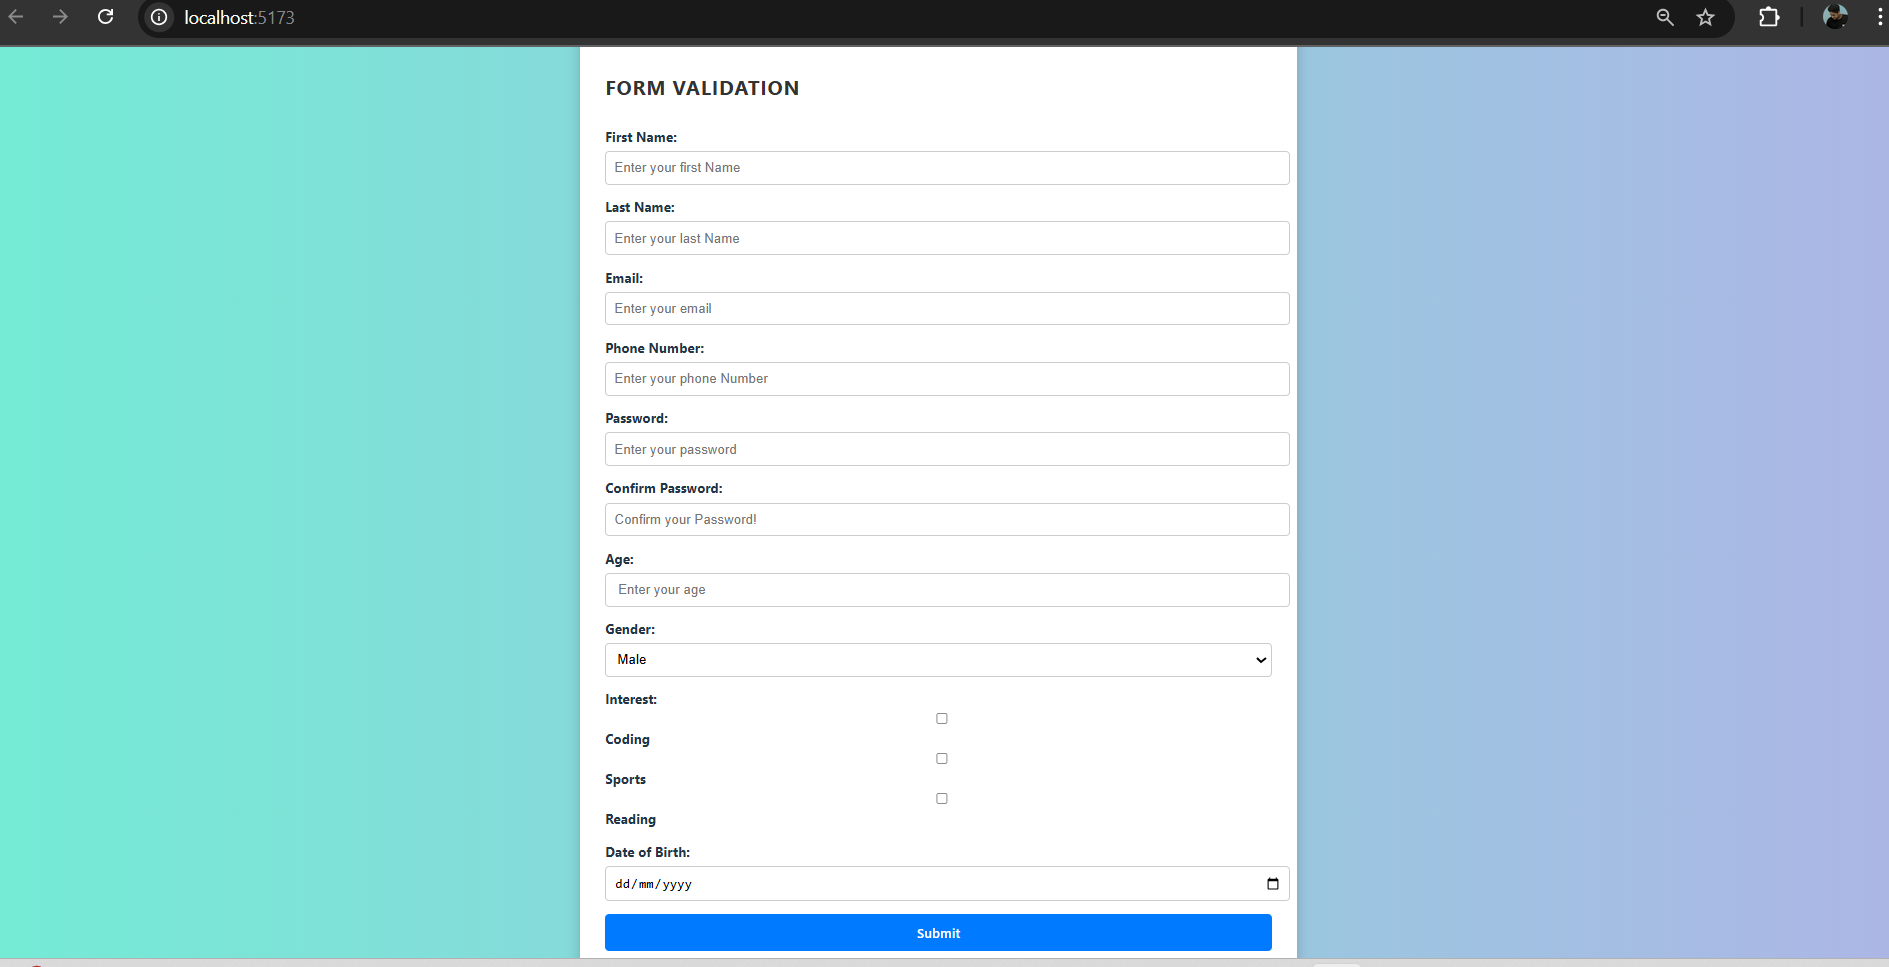 localhost:5173
FORM VALIDATION
First Name:
Enter your first Name
Last Name:
Enter your last Name
Email:
Enter your email
Phone Number:
Enter your phone Number
Password:
Enter your password
Confirm Password:
Confirm your Password!
Age:
Enter your age
Gender:
Male
Interest:
Coding
Sports
Reading
Date of Birth:
dd/mm/yyyy
Submit